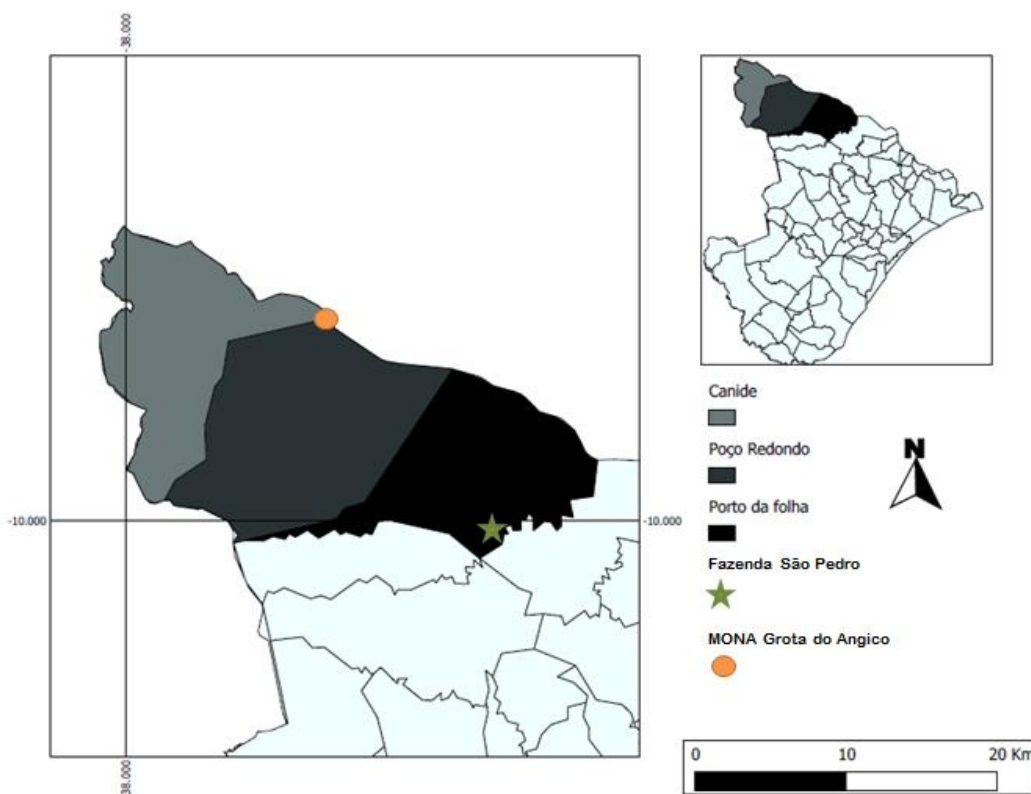 -38.000
-10.000
-10.000
38.000
Canide
Poço Redondo
Porto da folha
Fazenda São Pedro
MONA Grota do Angico
N
0 10 20 Km